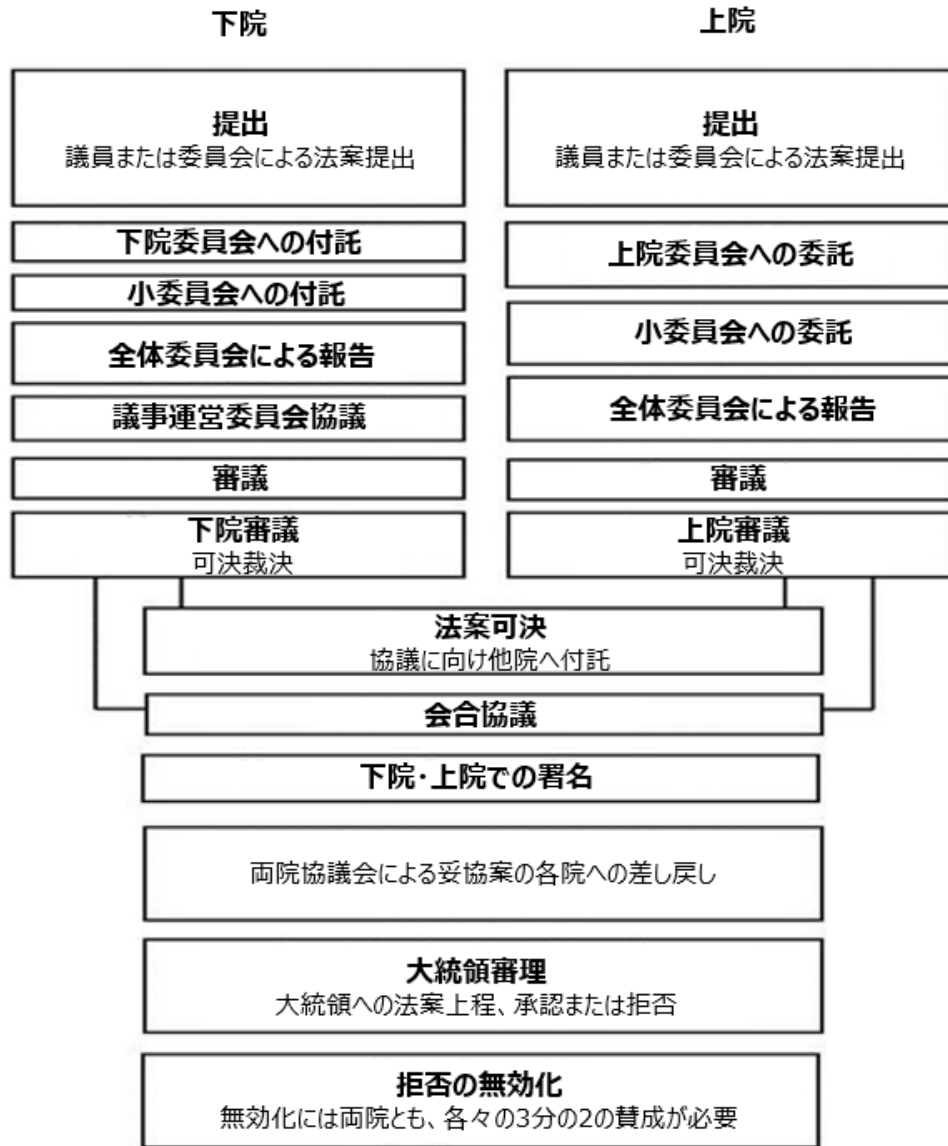 下院
提出
議員または委員会による法案提出
下院委員会への付託
小委員会への付託
全体委員会による報告
議事運営委員会協議
審議
下院審議
可決裁決
上院
提出
議員または委員会による法案提出
上院委員会への委託
小委員会への委託
全体委員会による報告
審議
上院審議
可決裁決
法案可決
協議に向け他院へ付託
会合協議
下院・上院での署名
両院協議会による妥協案の各院への差し戻し
大統領審理
大統領への法案上程、承認または拒否
拒否の無効化
無効化には両院とも、各々の3分の2の賛成が必要